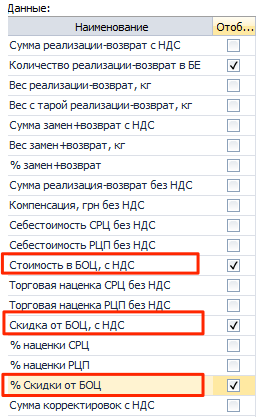 Данные:
Наименование Отоб...
Сумма реализации-возврат с НДС
Количество реализации-возврат в БЕ
Вес реализации-возврат, кг
Вес с тарой реализации-возврат, кг
Сумма замен+возврат с НДС
Вес замен+возврат, кг
% замен+возврат
Сумма реализация-возврат без НДС
Компенсация, грн без НДС
Себестоимость СРЦ без НДС
Себестоимость РЦП без НДС
Стоимость в БОЦ, с НДС
Торговая наценка СРЦ без НДС
Торговая наценка РЦП без НДС
Скидка от БОЦ, с НДС
% наценки СРЦ
% наценки РЦП
% Скидки от БОЦ
Сумма корректировок с НДС